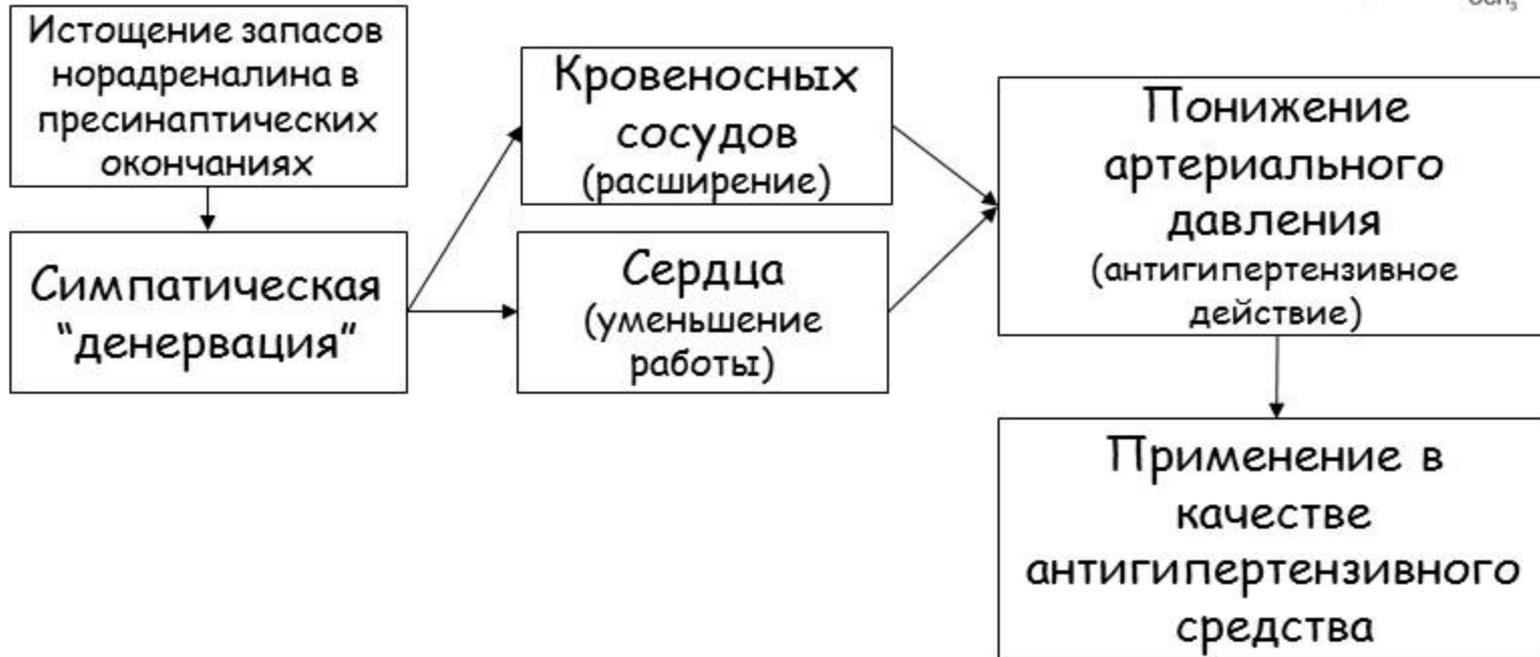 OCH₃
Истощение запасов
норадреналина в
пресинаптических
окончаниях
Симпатическая
“денервация”
Кровеносных
сосудов
(расширение)
Сердца
(уменьшение
работы)
Понижение
артериального
давления
(антигипертензивное
действие)
Применение в
качестве
антигипертензивного
средства